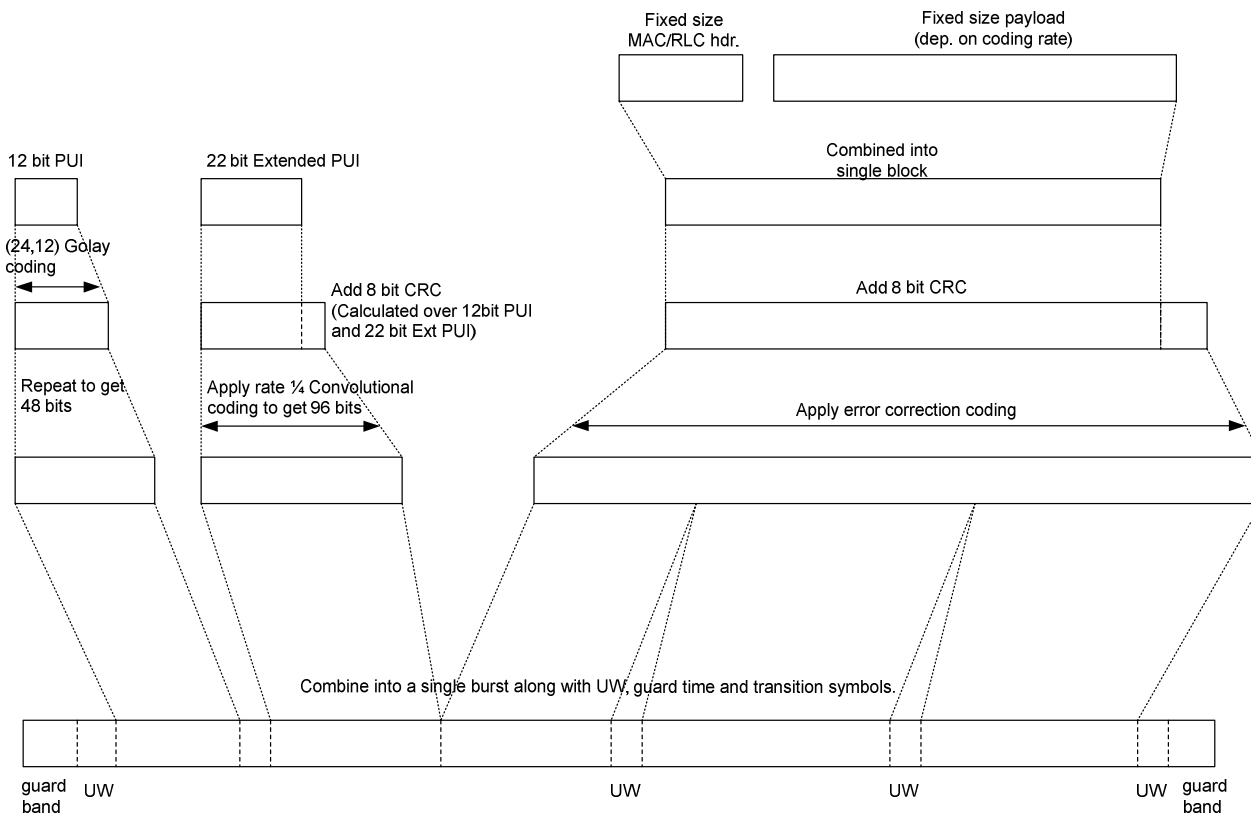 Fixed size
MAC/RLC hdr.
Fixed size payload
(dep. on coding rate)
12 bit PUI
22 bit Extended PUI
Combined into
single block
(24,12) Golay
coding
Add 8 bit CRC
(Calculated over 12bit PUI
and 22 bit Ext PUI)
Add 8 bit CRC
Repeat to get
48 bits
Apply rate ¼ Convolutional
coding to get 96 bits
Apply error correction coding
Combine into a single burst along with UW, guard time and transition symbols.
guard
band
UW
UW
UW
UW
guard
band